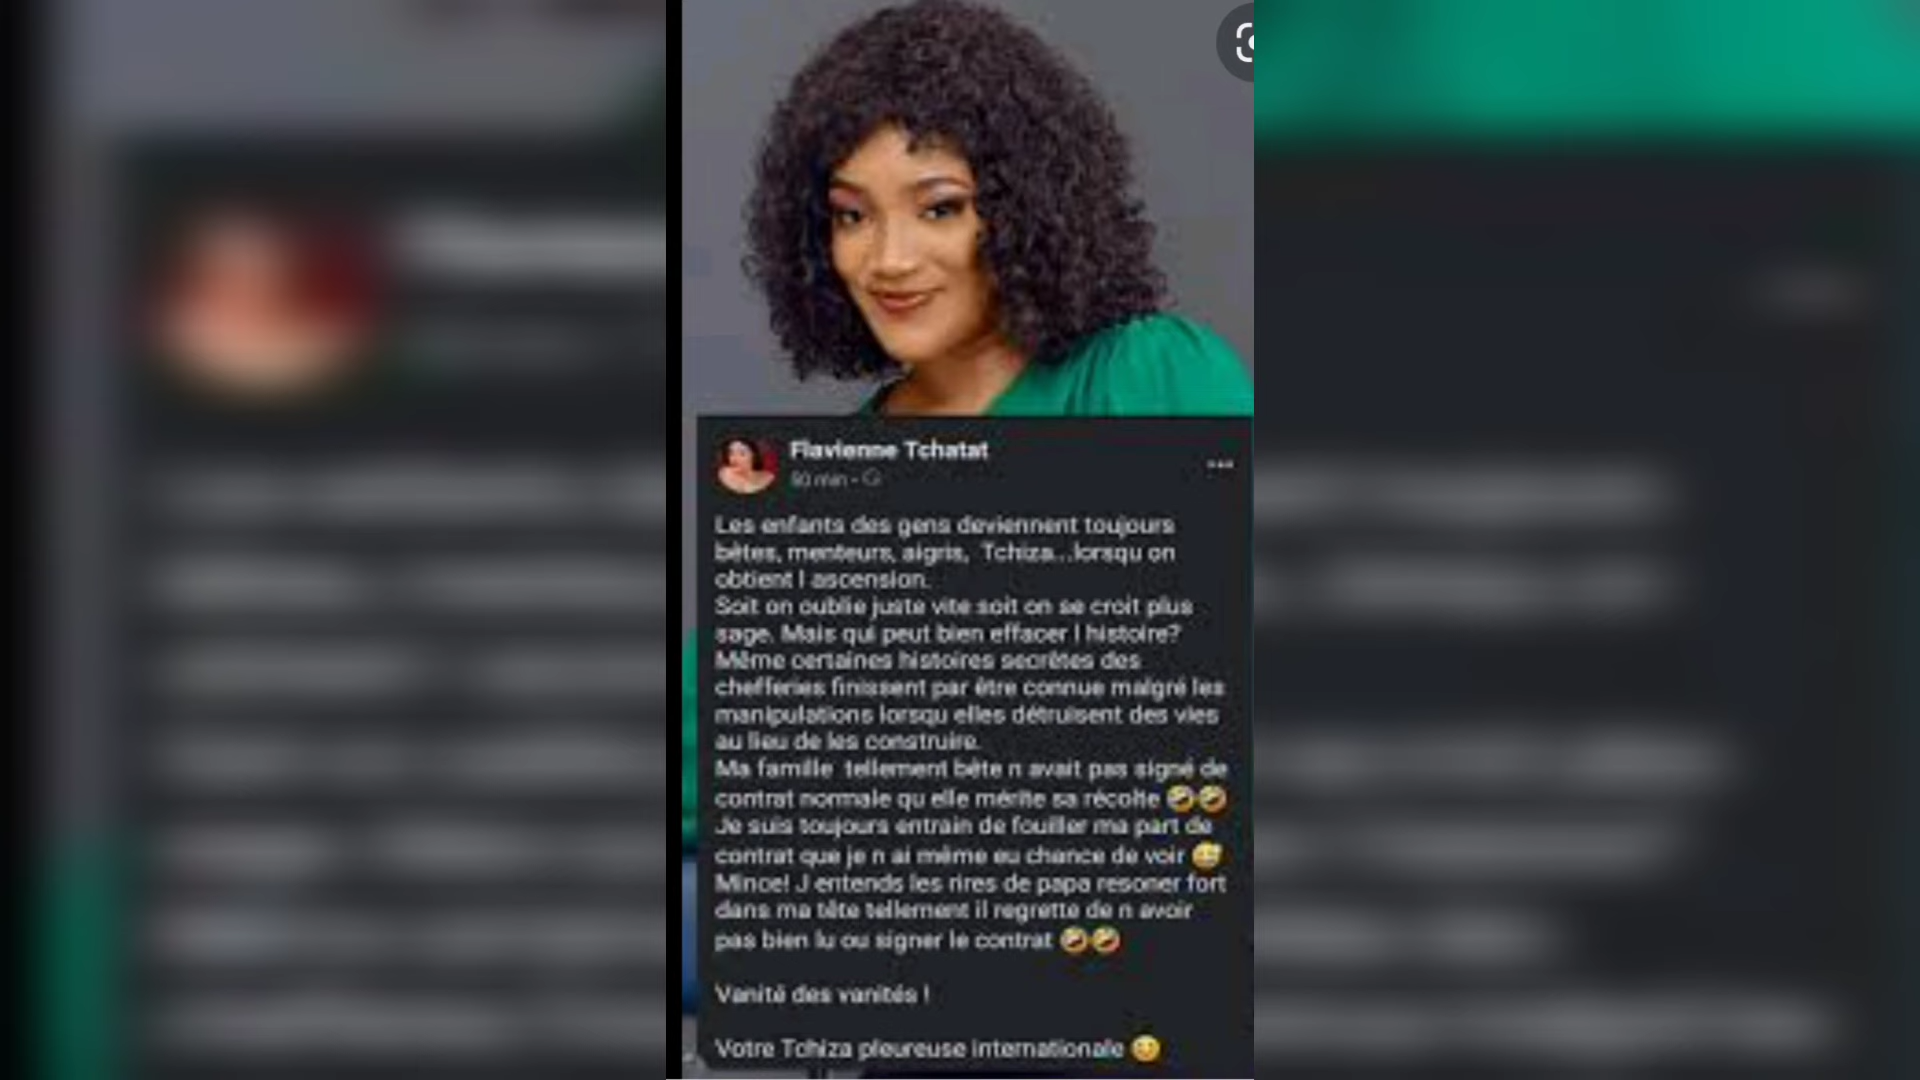 Flavienne Tchatat
Les enfants des gens deviennent toujours
bêtes, menteurs, aigris, Tchiza...lorsqu on
obtient l ascension.
Soit on oublie juste vite soit on se croit plus
sage. Mais qui peut bien effacer l histoire?
Même certaines histoires secrètes des
chefferies finissent par être connue malgré les
manipulations lorsqu elles détruisent des vies
au lieu de les construire.
Ma famille tellement bête n avait pas signé de
contrat normale qu elle mérite sa récolte 🤣🤣
Je suis toujours entrain de fouiller ma part de
contrat que je n ai même eu chance de voir 😅
Mince! J entends les rires de papa resoner fort
dans ma tête tellement il regrette de n avoir
pas bien lu ou signer le contrat 🤣🤣
Vanité des vanités !
Votre Tchiza pleureuse internationale